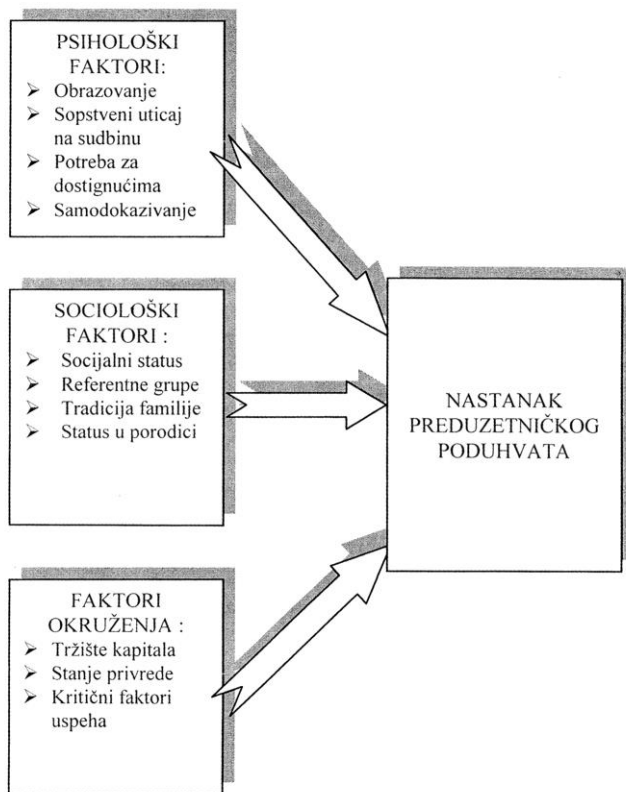 PSIHOLOŠKI
FAKTORI:
➢ Obrazovanje
➢ Sopstveni uticaj
na sudbinu
➢ Potreba za
dostignućima
➢ Samodokazivanje
SOCIOLOŠKI
FAKTORI :
➢ Socijalni status
➢ Referentne grupe
➢ Tradicija familije
➢ Status u porodici
FAKTORI
OKRUŽENJA :
➢ Tržište kapitala
➢ Stanje privrede
➢ Kritični faktori
uspeha
NASTANAK
PREDUZETNIČKOG
PODUHVATA